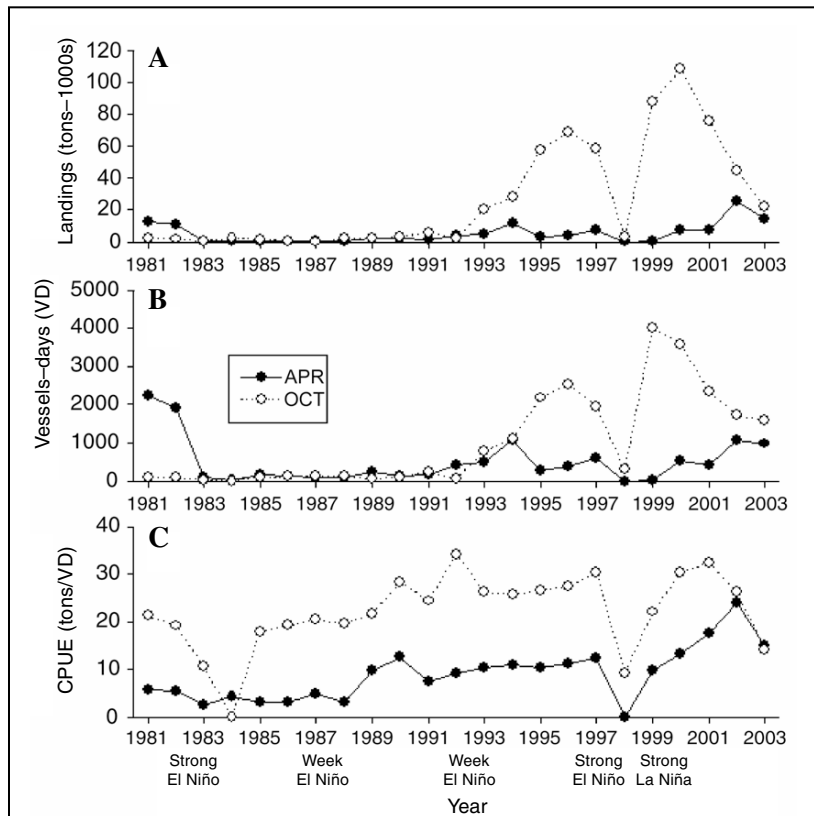 A
Landings (tons–1000s)
120
100
80
60
40
20
0
1981 1983 1985 1987 1989 1991 1993 1995 1997 1999 2001 2003
B
Vessels–days (VD)
5000
4000
3000
2000
1000
0
APR
OCT
1981 1983 1985 1987 1989 1991 1993 1995 1997 1999 2001 2003
C
CPUE (tons/VD)
40
30
20
10
0
1981 1983 1985 1987 1989 1991 1993 1995 1997 1999 2001 2003
Strong Week Week Strong Strong
El Niño El Niño El Niño El Niño La Niña
Year